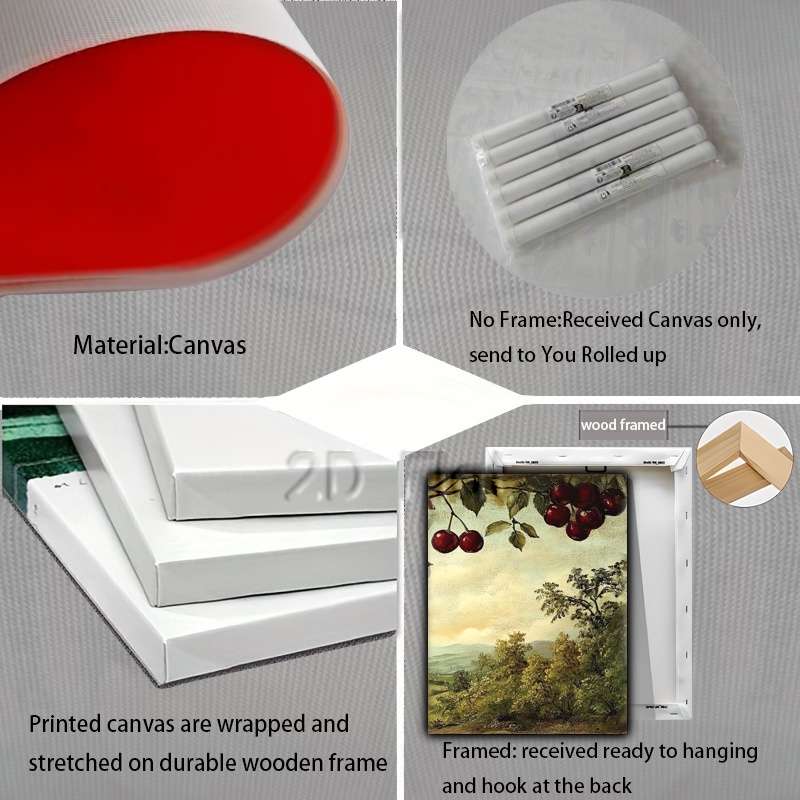 Material:Canvas
No Frame:Received Canvas only,
send to You Rolled up
wood framed
2D
Printed canvas are wrapped and
stretched on durable wooden frame
Framed: received ready to hanging
and hook at the back